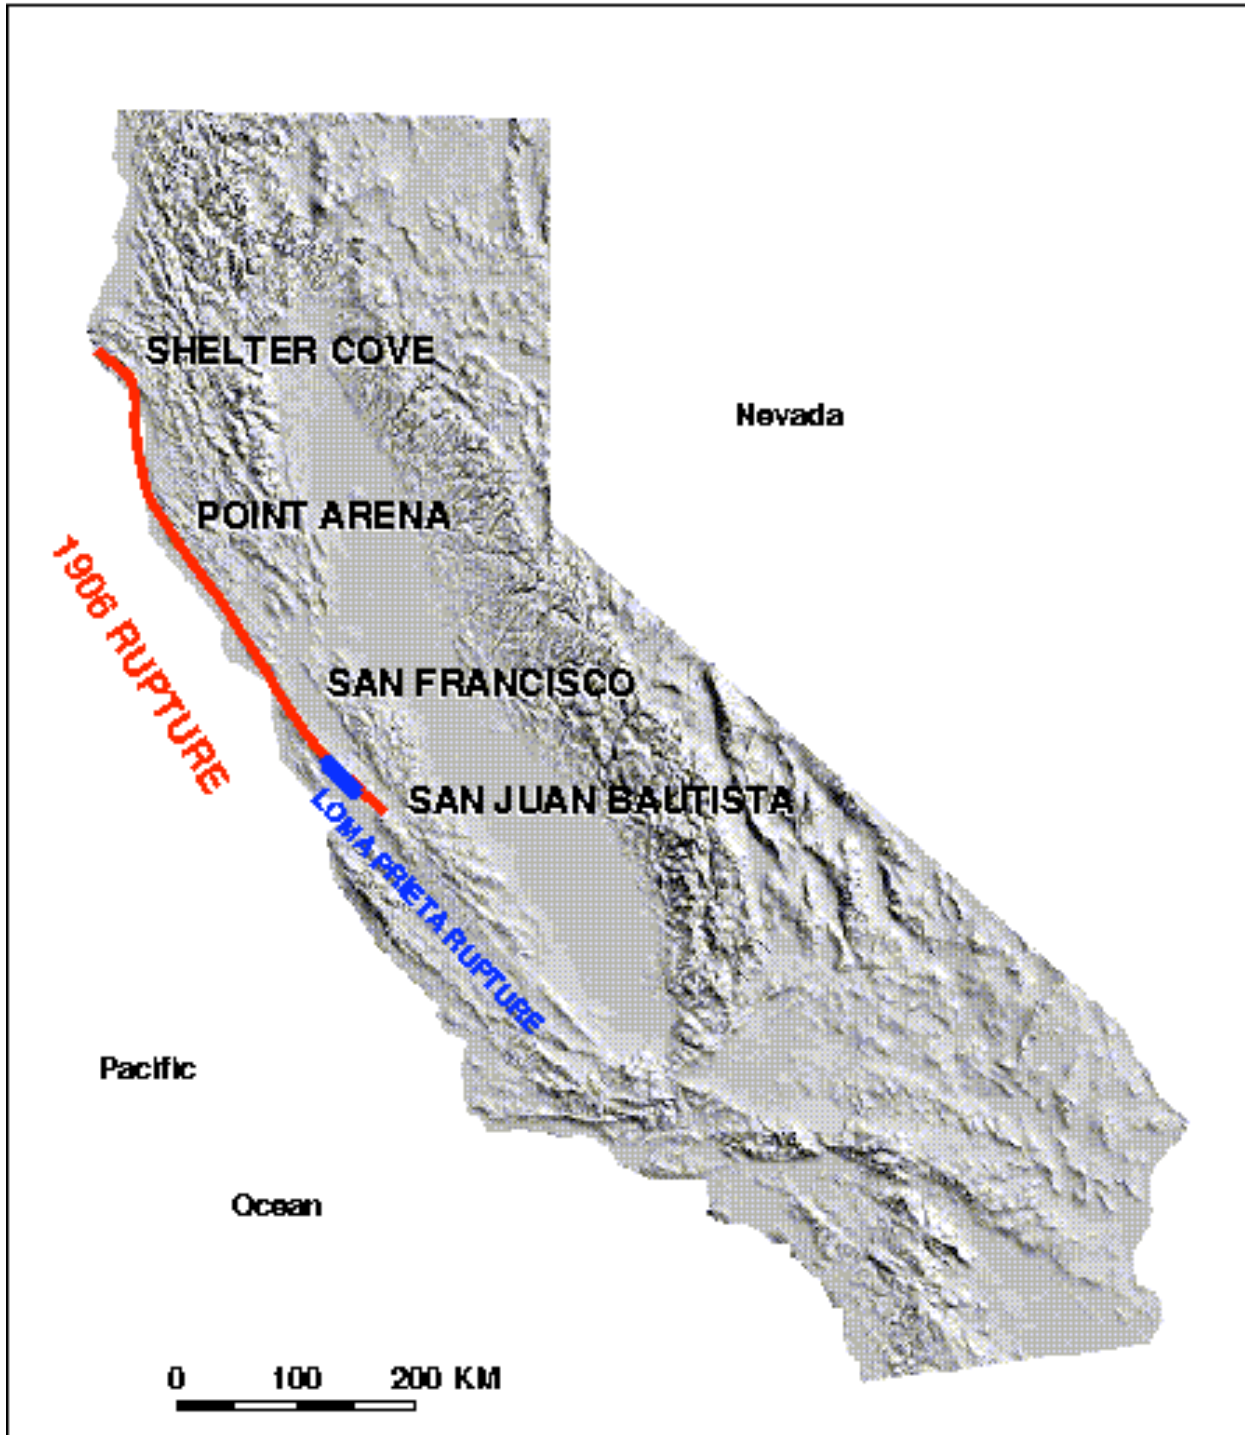 SHELTER COVE
Nevada
POINT ARENA
1906 RUPTURE
SAN FRANCISCO
SAN JUAN BAUTISTA
LOMA PRIETA RUPTURE
Pacific
Ocean
0 100 200 KM